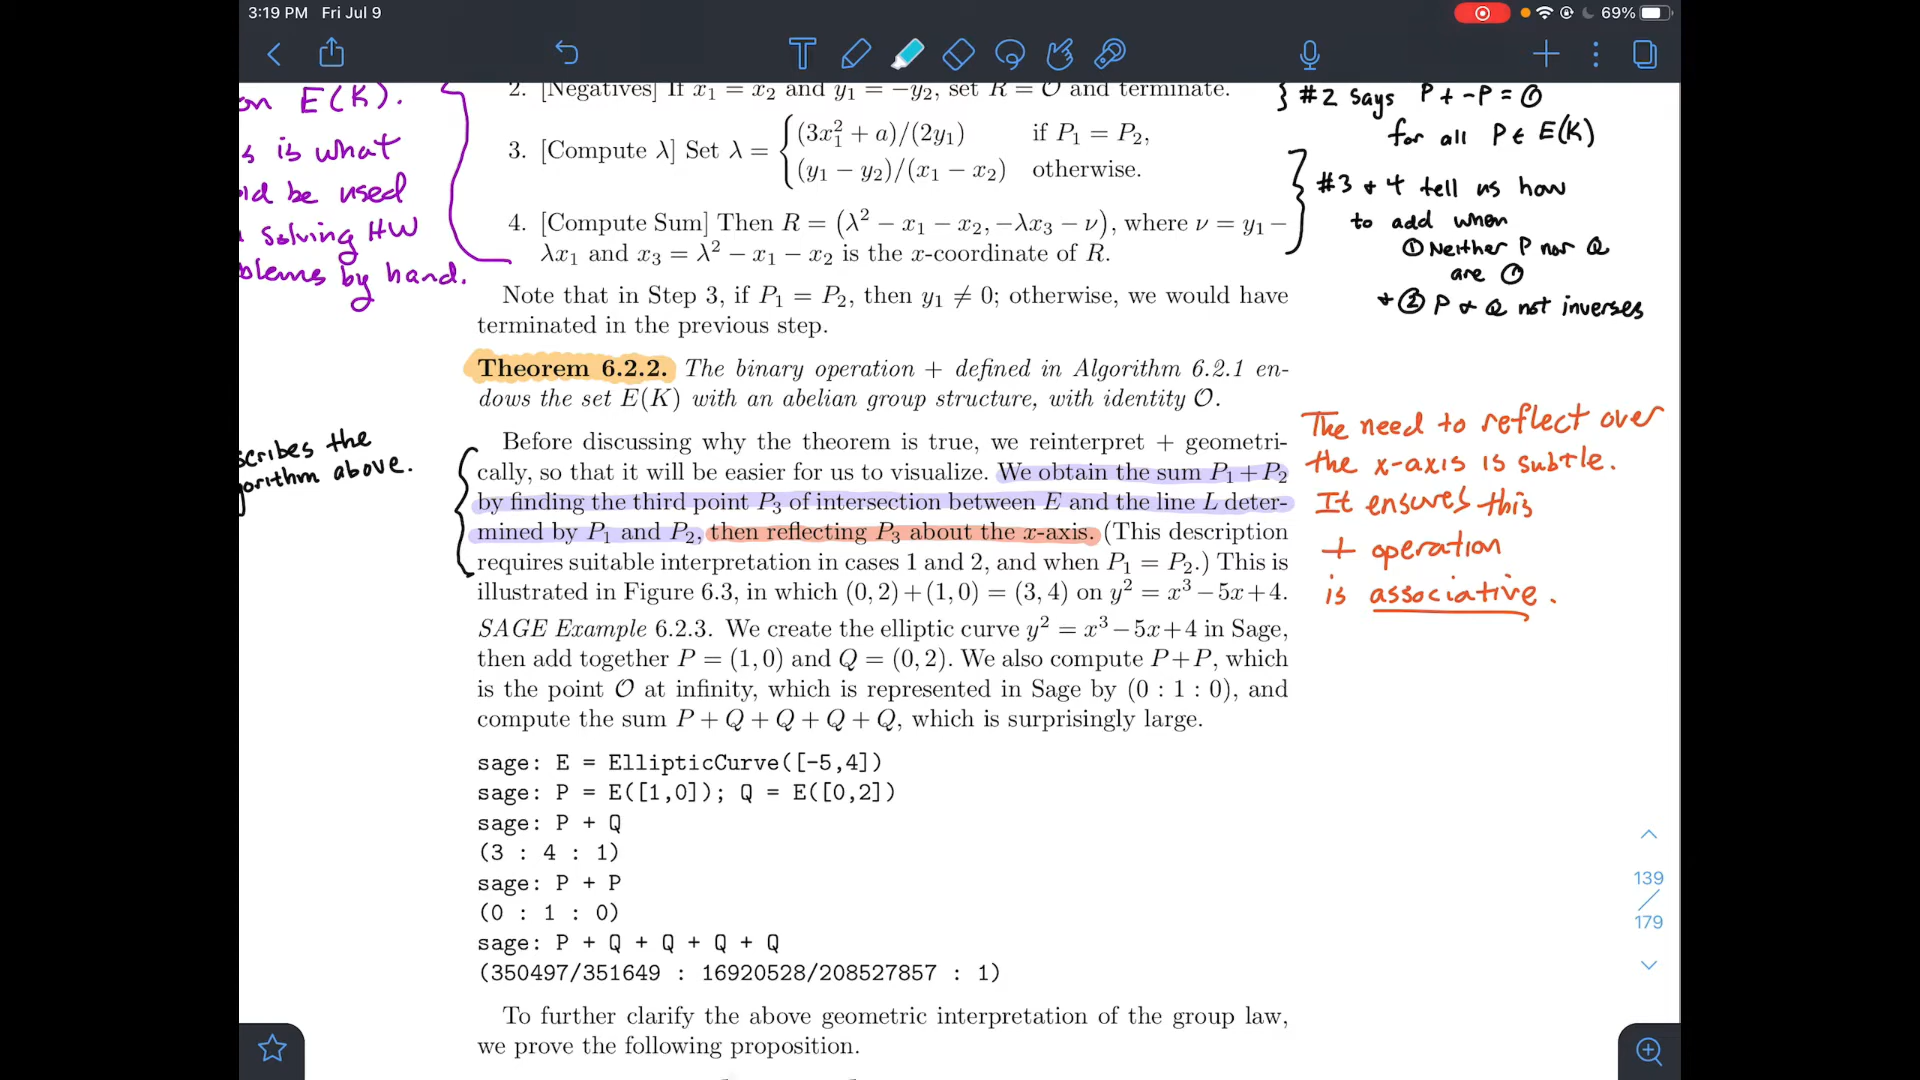 3:19 PM Fri Jul 9
69%
on E(K).
s is what
ld be used
solving HW
blems by hand.
2. [Negatives] If x₁ = x₂ and y₁ = −y₂, set R = 𝒪 and terminate.
3. [Compute λ] Set λ = { (3x₁² + a)/(2y₁) if P₁ = P₂,
(y₁ − y₂)/(x₁ − x₂) otherwise.
4. [Compute Sum] Then R = (λ² − x₁ − x₂, −λx₃ − ν), where ν = y₁ −
λx₁ and x₃ = λ² − x₁ − x₂ is the x-coordinate of R.
Note that in Step 3, if P₁ = P₂, then y₁ ≠ 0; otherwise, we would have
terminated in the previous step.
} #2 says P + -P = 𝒪
for all P ∈ E(K)
} #3 + 4 tell us how
to add when
① Neither P nor Q
are 𝒪
+ ② P + Q not inverses
Theorem 6.2.2. The binary operation + defined in Algorithm 6.2.1 en-
dows the set E(K) with an abelian group structure, with identity 𝒪.
scribes the
gorithm above.
Before discussing why the theorem is true, we reinterpret + geometri-
cally, so that it will be easier for us to visualize. We obtain the sum P₁ + P₂
by finding the third point P₃ of intersection between E and the line L deter-
mined by P₁ and P₂, then reflecting P₃ about the x-axis. (This description
requires suitable interpretation in cases 1 and 2, and when P₁ = P₂.) This is
illustrated in Figure 6.3, in which (0, 2) + (1, 0) = (3, 4) on y² = x³ − 5x + 4.
The need to reflect over
the x-axis is subtle.
It ensures this
+ operation
is associative.
SAGE Example 6.2.3. We create the elliptic curve y² = x³ − 5x + 4 in Sage,
then add together P = (1, 0) and Q = (0, 2). We also compute P + P, which
is the point 𝒪 at infinity, which is represented in Sage by (0 : 1 : 0), and
compute the sum P + Q + Q + Q + Q, which is surprisingly large.
sage: E = EllipticCurve([-5,4])
sage: P = E([1,0]); Q = E([0,2])
sage: P + Q
(3 : 4 : 1)
sage: P + P
(0 : 1 : 0)
sage: P + Q + Q + Q + Q
(350497/351649 : 16920528/208527857 : 1)
To further clarify the above geometric interpretation of the group law,
we prove the following proposition.
139
179